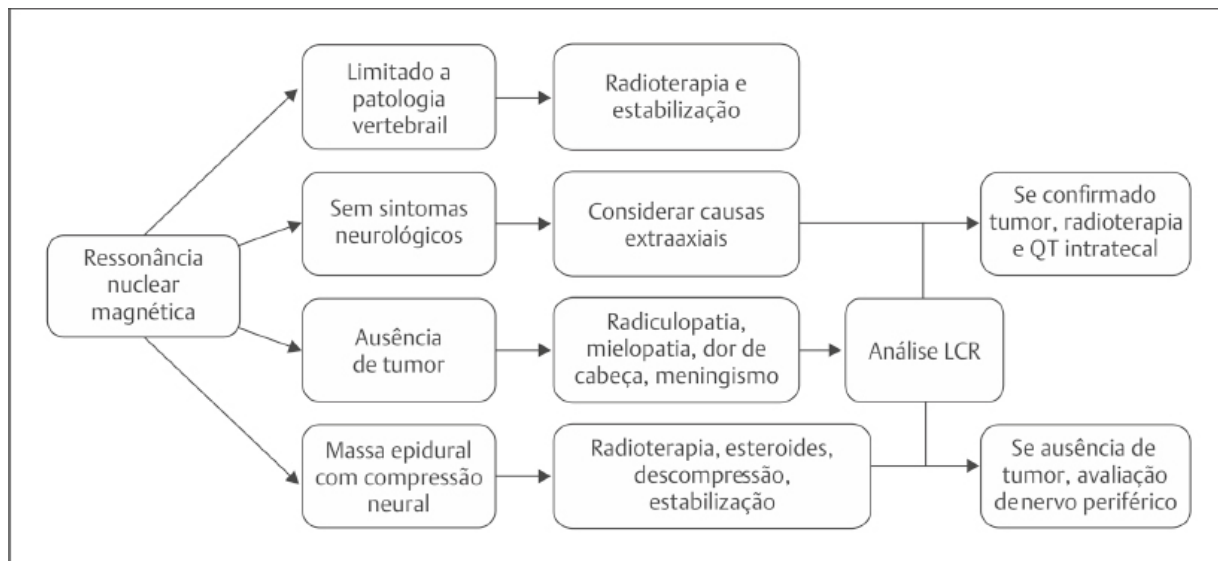 Limitado a
patologia
vertebrail
Radioterapia e
estabilização
Sem sintomas
neurológicos
Considerar causas
extraaxiais
Se confirmado
tumor, radioterapia
e QT intratecal
Ressonância
nuclear
magnética
Ausência
de tumor
Radiculopatia,
mielopatia, dor de
cabeça, meningismo
Análise LCR
Massa epidural
com compressão
neural
Radioterapia, esteroides,
descompressão,
estabilização
Se ausência de
tumor, avaliação
de nervo periférico